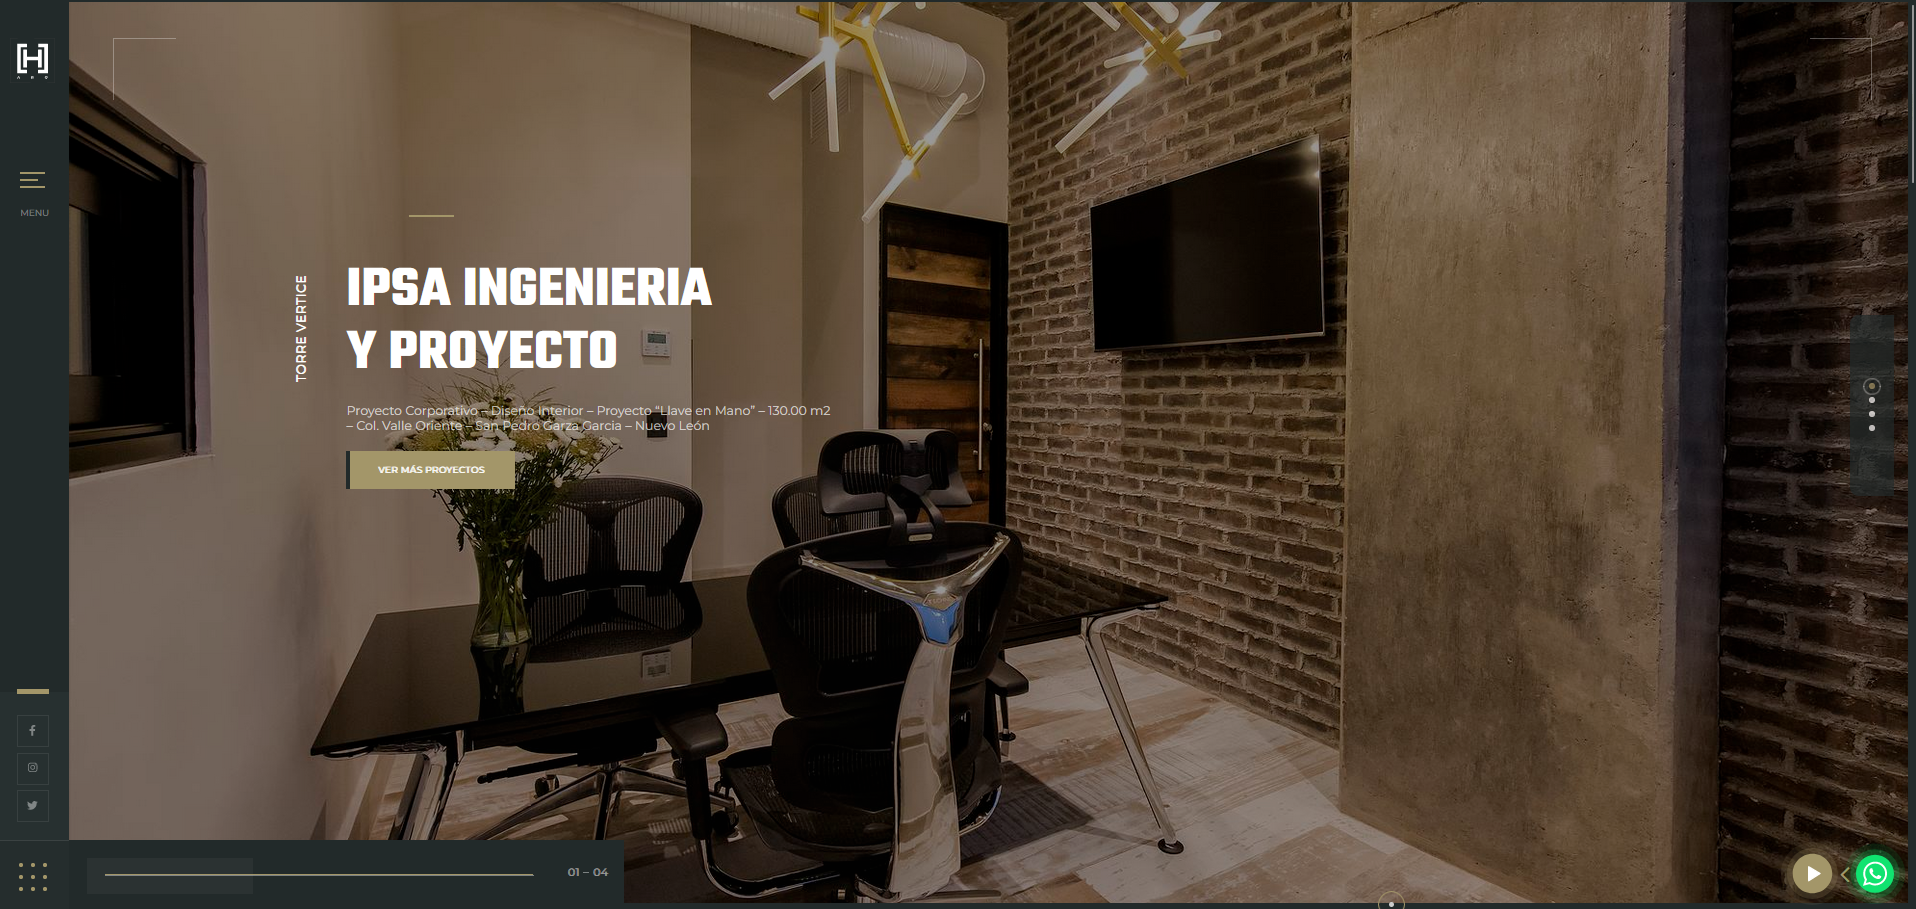 [H]
MENU
TORRE VERTICE
IPSA INGENIERIA
Y PROYECTO
Proyecto Corporativo – Diseño Interior – Proyecto “Llave en Mano” – 130.00 m2
– Col. Valle Oriente – San Pedro Garza Garcia – Nuevo León
VER MÁS PROYECTOS
01 – 04